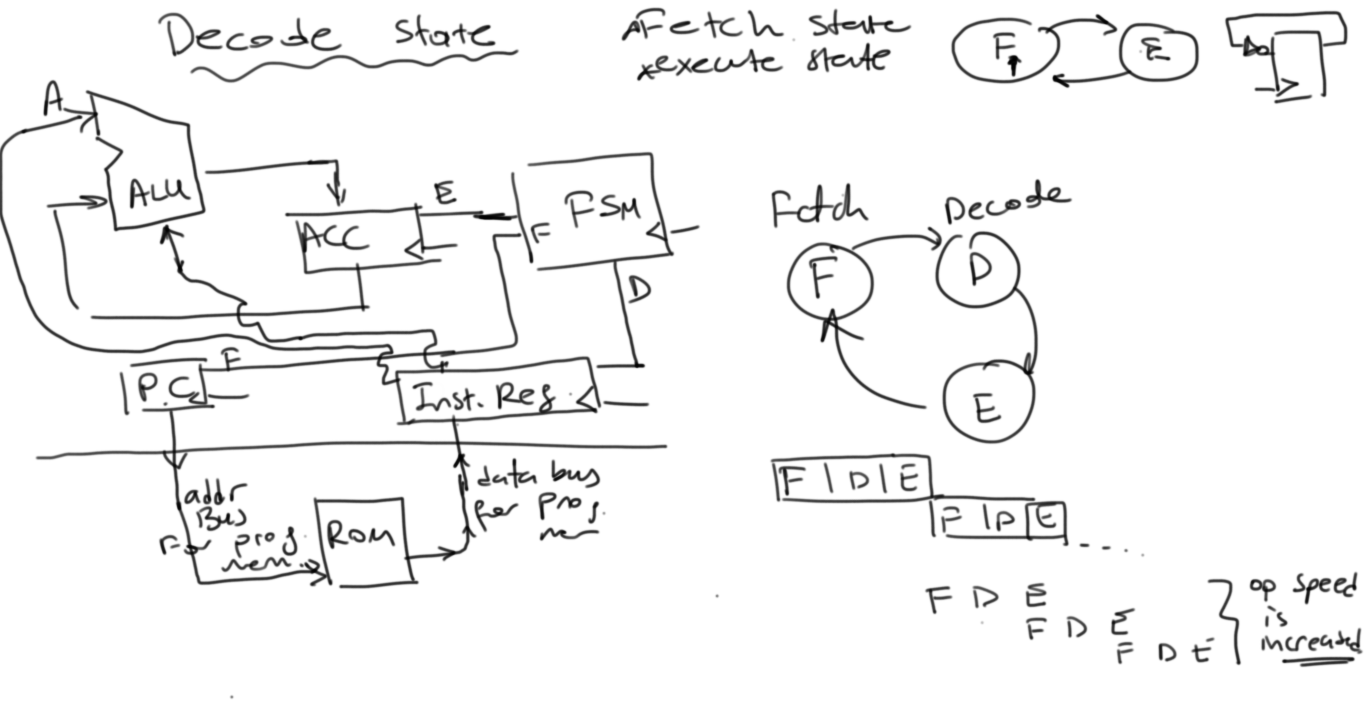 Decode state
Fetch state
execute state
F
E
Do
A
ALU
ACC
E
F
FSM
D
F
P.C
Inst. Reg.
Fetch
Decode
F
D
E
addr
Bus
For prog.
mem.
ROM
data bus
for prog.
mem
F | D | E
F | D | E
F D E
F D E
F D E
op speed
is
increated